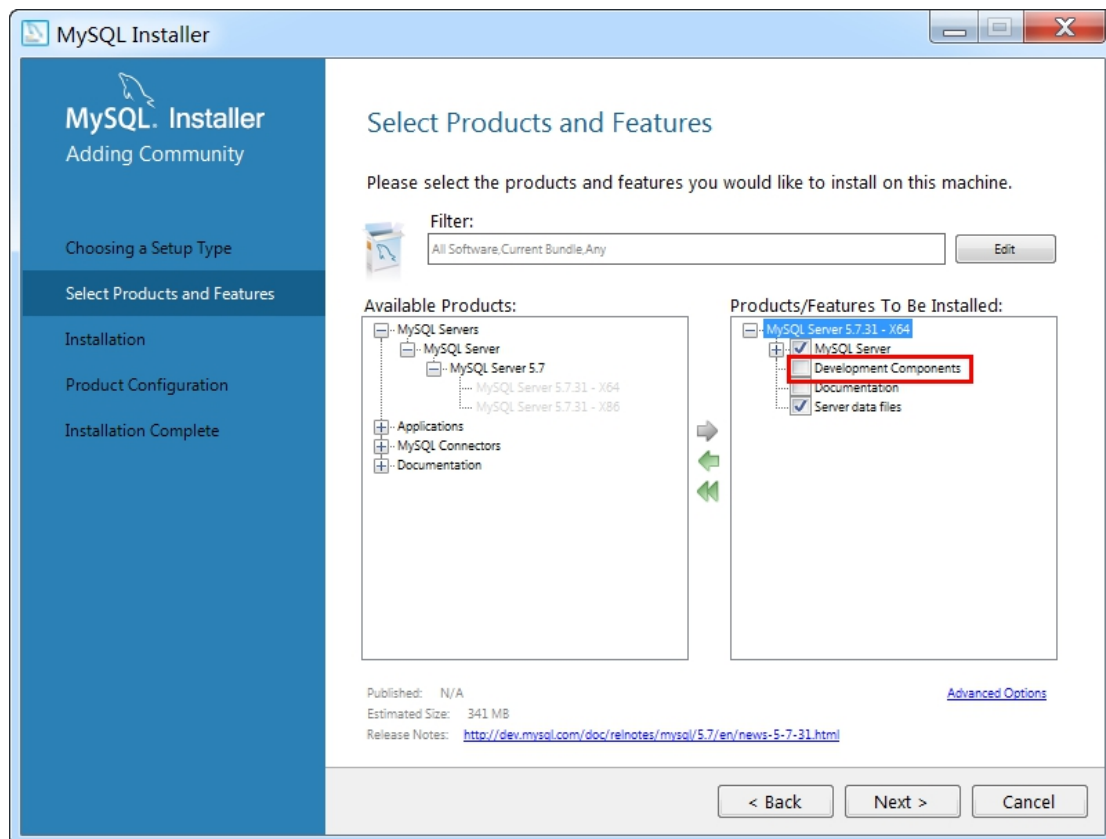 MySQL Installer
MySQL. Installer
Adding Community
Choosing a Setup Type
Select Products and Features
Installation
Product Configuration
Installation Complete
Select Products and Features
Please select the products and features you would like to install on this machine.
Filter:
All Software,Current Bundle,Any
Edit
Available Products:
MySQL Servers
MySQL Server
MySQL Server 5.7
MySQL Server 5.7.31 - X64
MySQL Server 5.7.31 - X86
Applications
MySQL Connectors
Documentation
Products/Features To Be Installed:
MySQL Server 5.7.31 - X64
MySQL Server
Development Components
Documentation
Server data files
Published: N/A
Advanced Options
Estimated Size: 341 MB
Release Notes: http://dev.mysql.com/doc/relnotes/mysql/5.7/en/news-5-7-31.html
< Back
Next >
Cancel